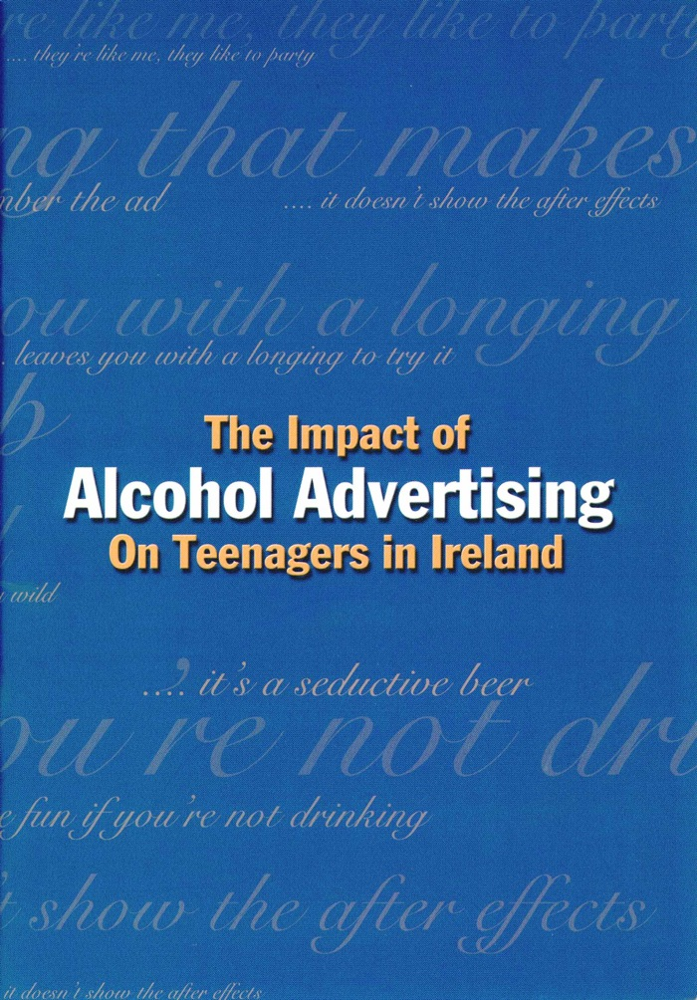 re like me, they like to party
.... they're like me, they like to party
ng that makes
ber the ad
.... it doesn't show the after effects
ou with a longing
. leaves you with a longing to try it
b
The Impact of
Alcohol Advertising
On Teenagers in Ireland
wild
.... it's a seductive beer
ou're not dri
e fun if you're not drinking
't show the after effects
it doesn't show the after effects